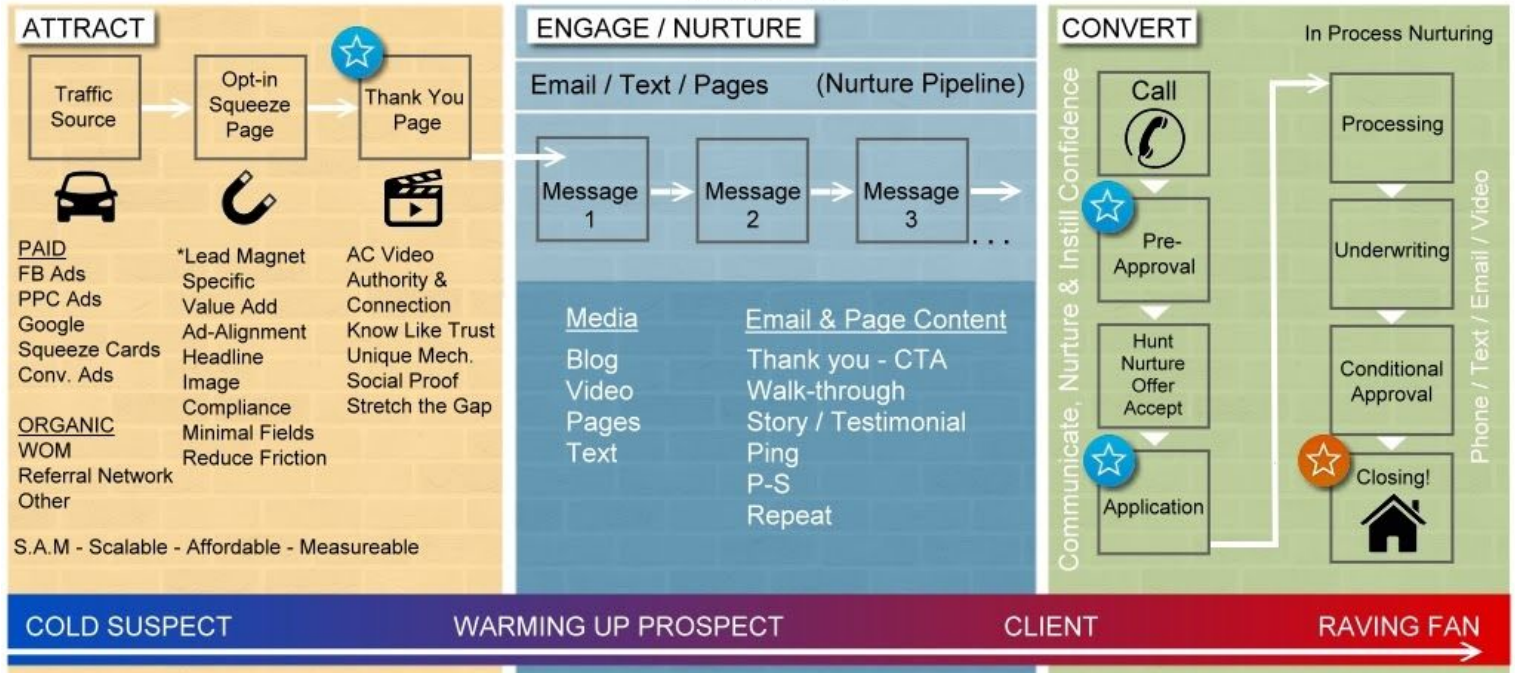 ATTRACT
Traffic
Source
Opt-in
Squeeze
Page
Thank You
Page
PAID
FB Ads
PPC Ads
Google
Squeeze Cards
Conv. Ads
ORGANIC
WOM
Referral Network
Other
*Lead Magnet
Specific
Value Add
Ad-Alignment
Headline
Image
Compliance
Minimal Fields
Reduce Friction
AC Video
Authority &
Connection
Know Like Trust
Unique Mech.
Social Proof
Stretch the Gap
S.A.M - Scalable - Affordable - Measureable
ENGAGE / NURTURE
Email / Text / Pages (Nurture Pipeline)
Message
1
Message
2
Message
3
. . .
Media
Blog
Video
Pages
Text
Email & Page Content
Thank you - CTA
Walk-through
Story / Testimonial
Ping
P-S
Repeat
CONVERT
In Process Nurturing
Communicate, Nurture & Instill Confidence
Call
Pre-
Approval
Hunt
Nurture
Offer
Accept
Application
Processing
Underwriting
Conditional
Approval
Closing!
Phone / Text / Email / Video
COLD SUSPECT
WARMING UP PROSPECT
CLIENT
RAVING FAN